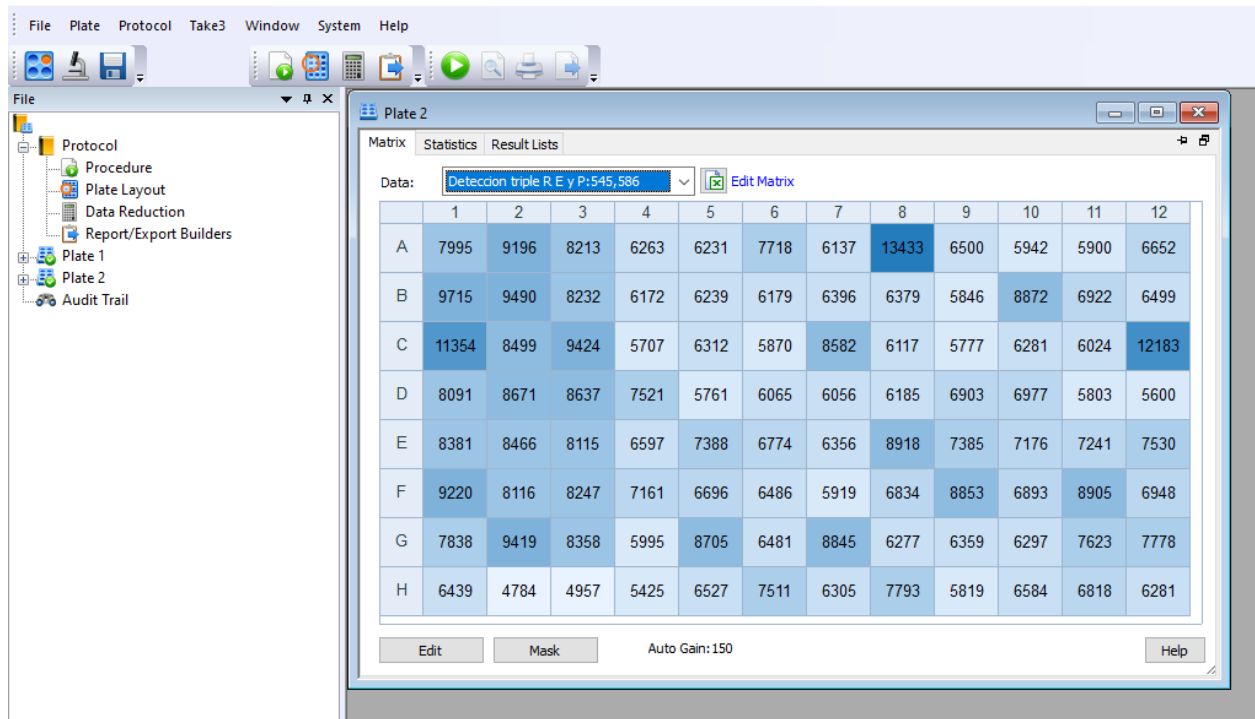 File Plate Protocol Take3 Window System Help
File
Protocol
Procedure
Plate Layout
Data Reduction
Report/Export Builders
Plate 1
Plate 2
Audit Trail
Plate 2
Matrix Statistics Result Lists
Data: Deteccion triple R E y P:545,586 Edit Matrix
1 2 3 4 5 6 7 8 9 10 11 12
A 7995 9196 8213 6263 6231 7718 6137 13433 6500 5942 5900 6652
B 9715 9490 8232 6172 6239 6179 6396 6379 5846 8872 6922 6499
C 11354 8499 9424 5707 6312 5870 8582 6117 5777 6281 6024 12183
D 8091 8671 8637 7521 5761 6065 6056 6185 6903 6977 5803 5600
E 8381 8466 8115 6597 7388 6774 6356 8918 7385 7176 7241 7530
F 9220 8116 8247 7161 6696 6486 5919 6834 8853 6893 8905 6948
G 7838 9419 8358 5995 8705 6481 8845 6277 6359 6297 7623 7778
H 6439 4784 4957 5425 6527 7511 6305 7793 5819 6584 6818 6281
Edit Mask Auto Gain:150 Help